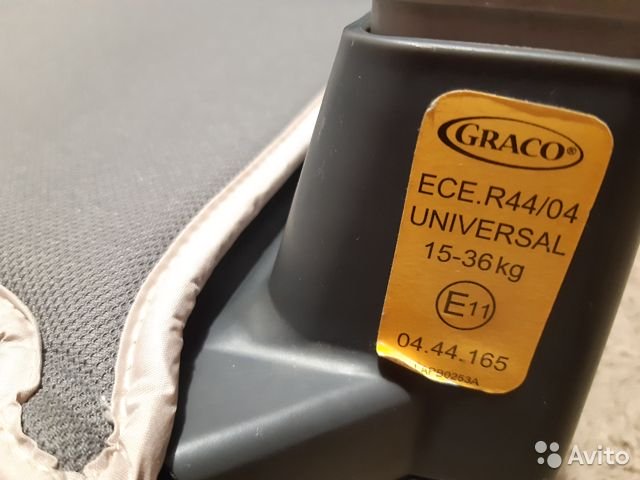 GRACO®
ECE.R44/04
UNIVERSAL
15-36kg
E11
04.44.165
Avito